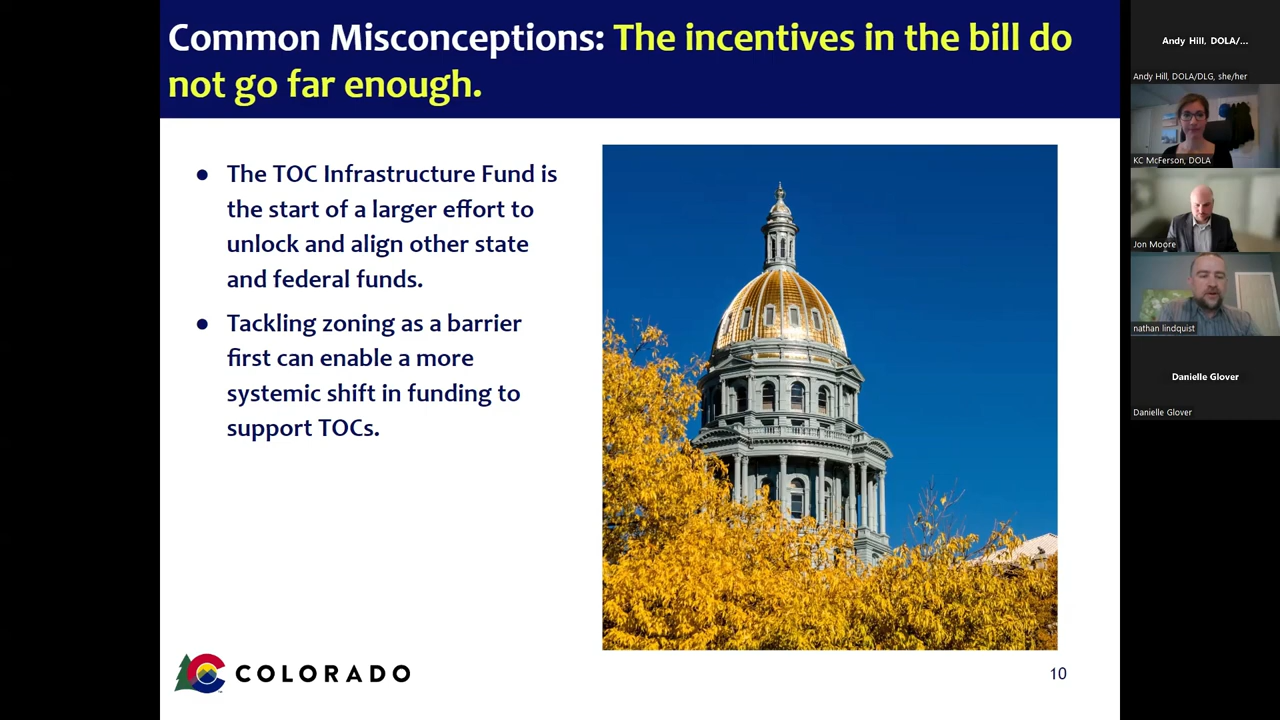 Common Misconceptions: The incentives in the bill do
not go far enough.
● The TOC Infrastructure Fund is
the start of a larger effort to
unlock and align other state
and federal funds.
● Tackling zoning as a barrier
first can enable a more
systemic shift in funding to
support TOCs.
COLORADO
10
Andy Hill, DOLA/...
Andy Hill, DOLA/DLG, she/her
KC McFerson, DOLA
Jon Moore
nathan lindquist
Danielle Glover
Danielle Glover